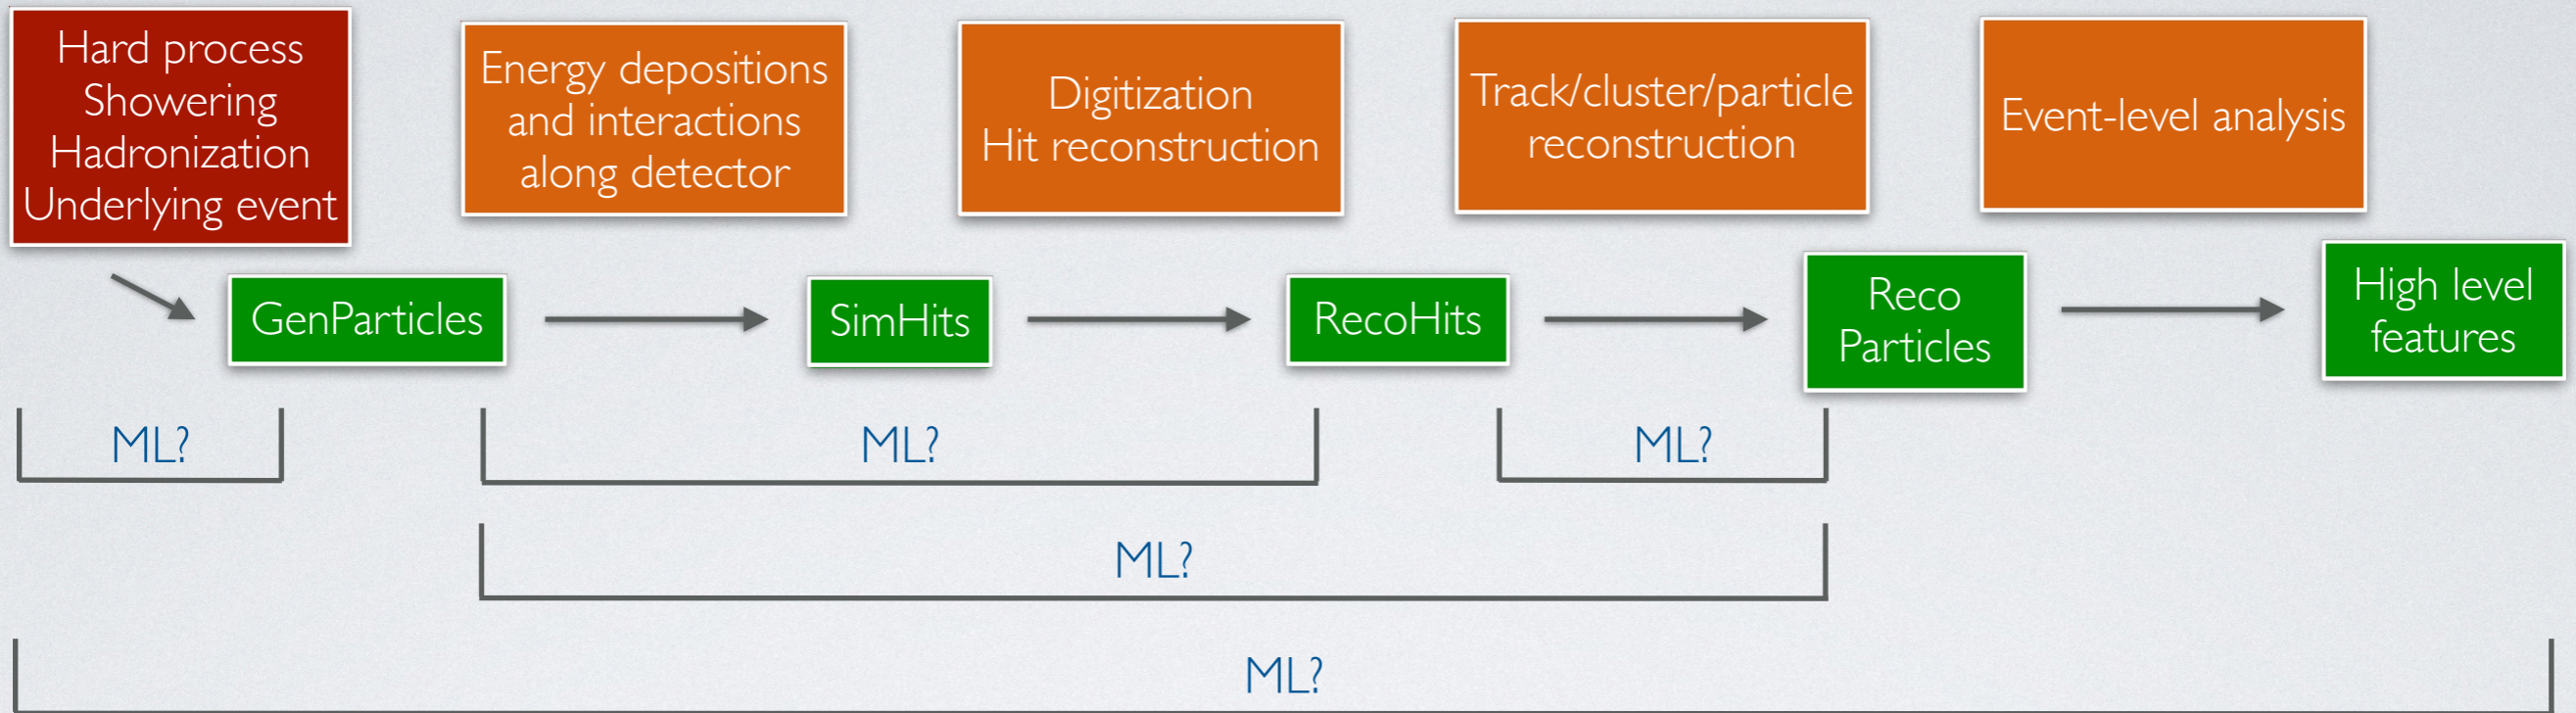 Hard process
Showering
Hadronization
Underlying event
Energy depositions
and interactions
along detector
Digitization
Hit reconstruction
Track/cluster/particle
reconstruction
Event-level analysis
GenParticles
SimHits
RecoHits
Reco
Particles
High level
features
ML?
ML?
ML?
ML?
ML?